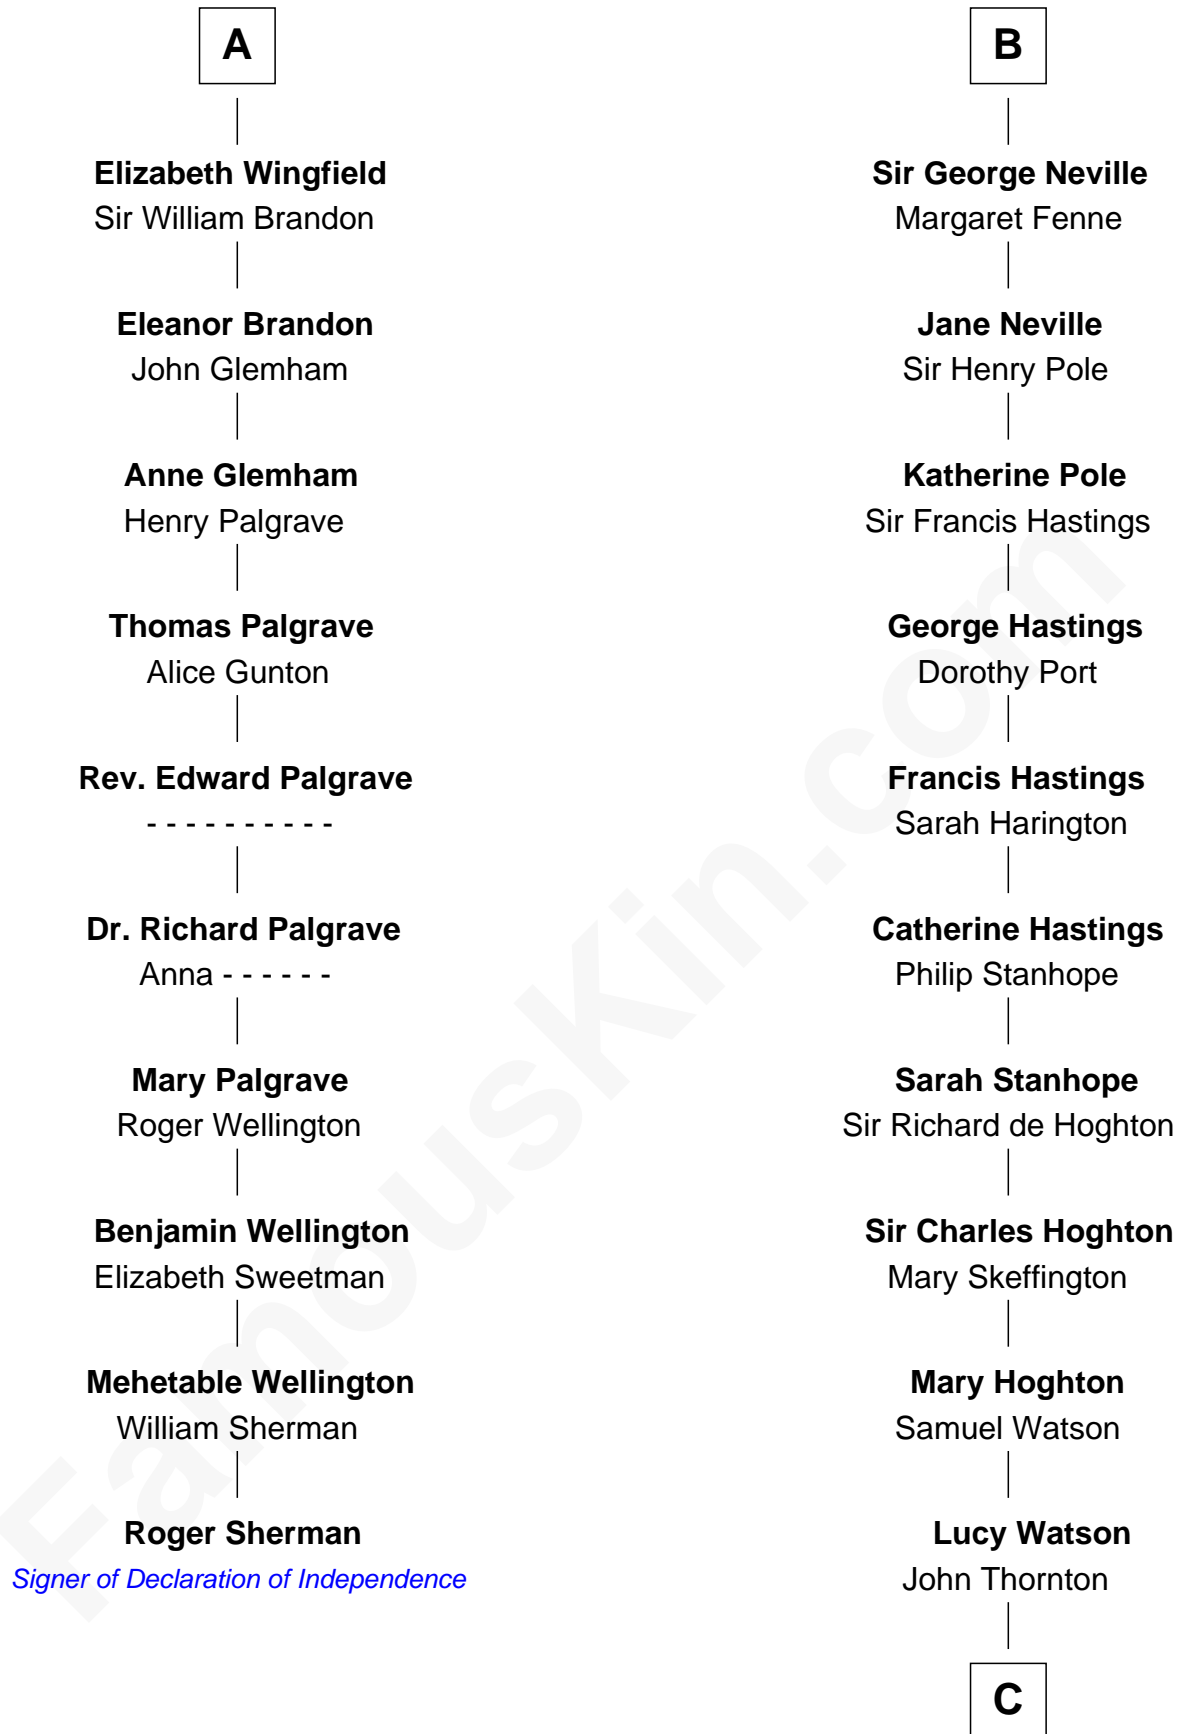 A
Elizabeth Wingfield
Sir William Brandon
Eleanor Brandon
John Glemham
Anne Glemham
Henry Palgrave
Thomas Palgrave
Alice Gunton
Rev. Edward Palgrave
- - - - - - - - - -
Dr. Richard Palgrave
Anna - - - - - -
Mary Palgrave
Roger Wellington
Benjamin Wellington
Elizabeth Sweetman
Mehetable Wellington
William Sherman
Roger Sherman
Signer of Declaration of Independence
B
Sir George Neville
Margaret Fenne
Jane Neville
Sir Henry Pole
Katherine Pole
Sir Francis Hastings
George Hastings
Dorothy Port
Francis Hastings
Sarah Harington
Catherine Hastings
Philip Stanhope
Sarah Stanhope
Sir Richard de Hoghton
Sir Charles Hoghton
Mary Skeffington
Mary Hoghton
Samuel Watson
Lucy Watson
John Thornton
C
FamousKin.com